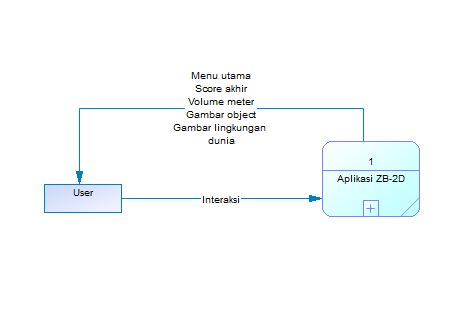 Menu utama
Score akhir
Volume meter
Gambar object
Gambar lingkungan
dunia
1
Aplikasi ZB-2D
User
Interaksi